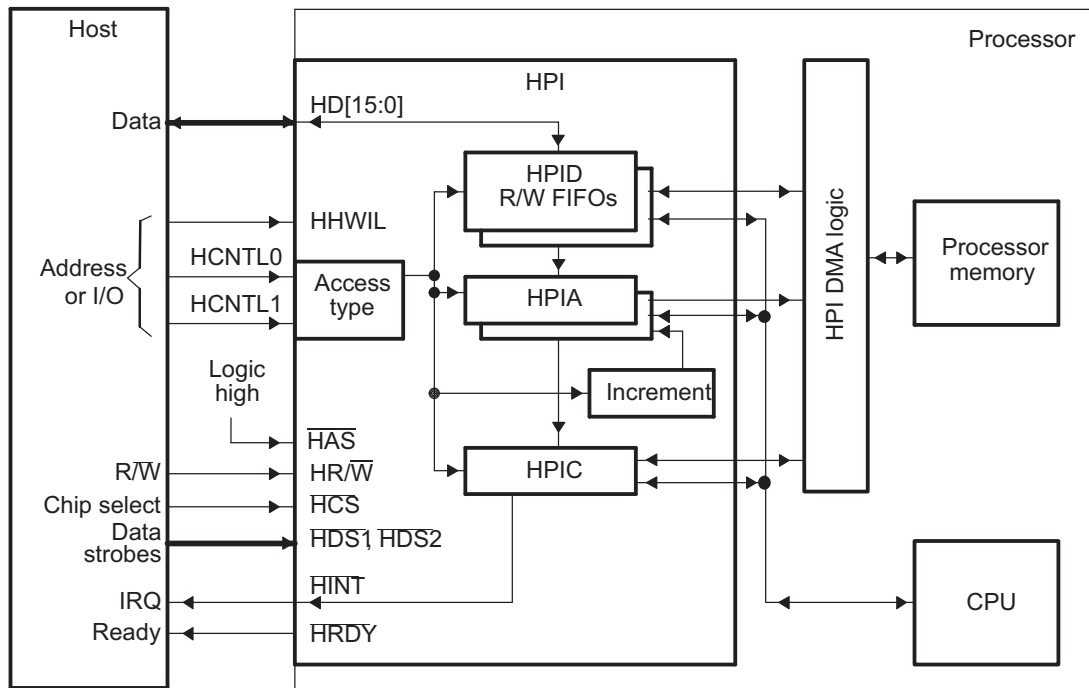 Host
Processor
HPI
Data
HD[15:0]
HPID
R/W FIFOs
HHWIL
Address
or I/O
HCNTL0
HCNTL1
Access
type
HPIA
HPI DMA logic
Processor
memory
Increment
Logic
high
HAS
R/W
HR/W
HPIC
Chip select
HCS
Data
strobes
HDS1, HDS2
IRQ
HINT
CPU
Ready
HRDY